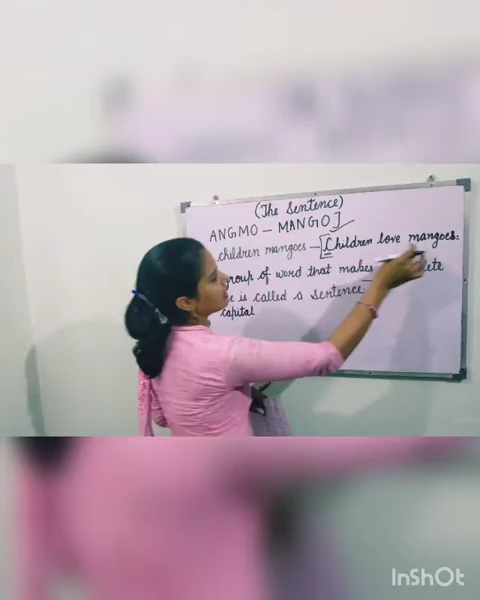 (The Sentence)
ANGMO - MANGO]
children mangoes - [Children love mangoes.
group of word that makes
is called a sentence.
capital
InShOt